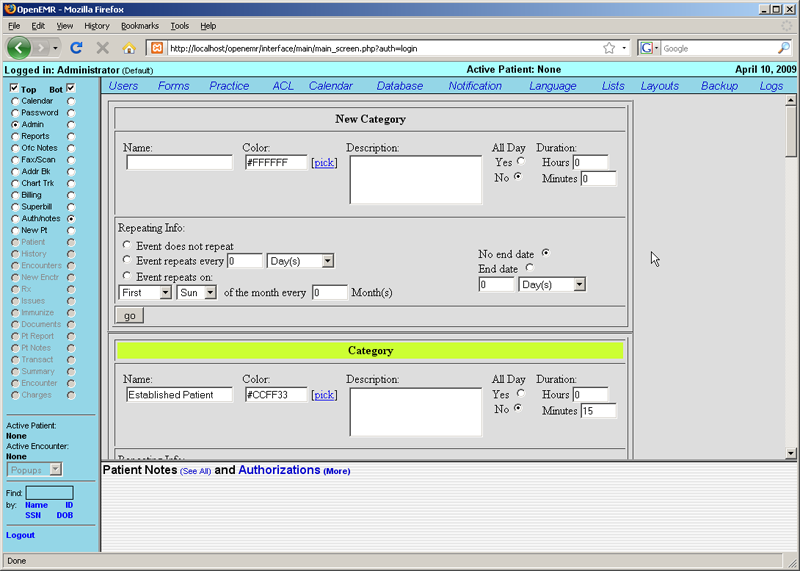 OpenEMR - Mozilla Firefox
File Edit View History Bookmarks Tools Help
http://localhost/openemr/interface/main/main_screen.php?auth=login
Google
Logged in: Administrator (Default) Active Patient: None April 10, 2009
Users Forms Practice ACL Calendar Database Notification Language Lists Layouts Backup Logs
Top Bot
Calendar
Password
Admin
Reports
Ofc Notes
Fax/Scan
Addr Bk
Chart Trk
Billing
Superbill
Auth/notes
New Pt
Patient
History
Encounters
New Enctr
Rx
Issues
Immunize
Documents
Pt Report
Pt Notes
Transact
Summary
Encounter
Charges
Active Patient:
None
Active Encounter:
None
Popups
Find:
by: Name ID
SSN DOB
Logout
New Category
Name: Color: Description: All Day Duration:
#FFFFFF [pick] Yes Hours 0
No Minutes 0
Repeating Info:
Event does not repeat
Event repeats every 0 Day(s)
Event repeats on:
First Sun of the month every 0 Month(s)
No end date
End date
0 Day(s)
go
Category
Name: Color: Description: All Day Duration:
Established Patient #CCFF33 [pick] Yes Hours 0
No Minutes 15
Repeating Info:
Patient Notes (See All) and Authorizations (More)
Done